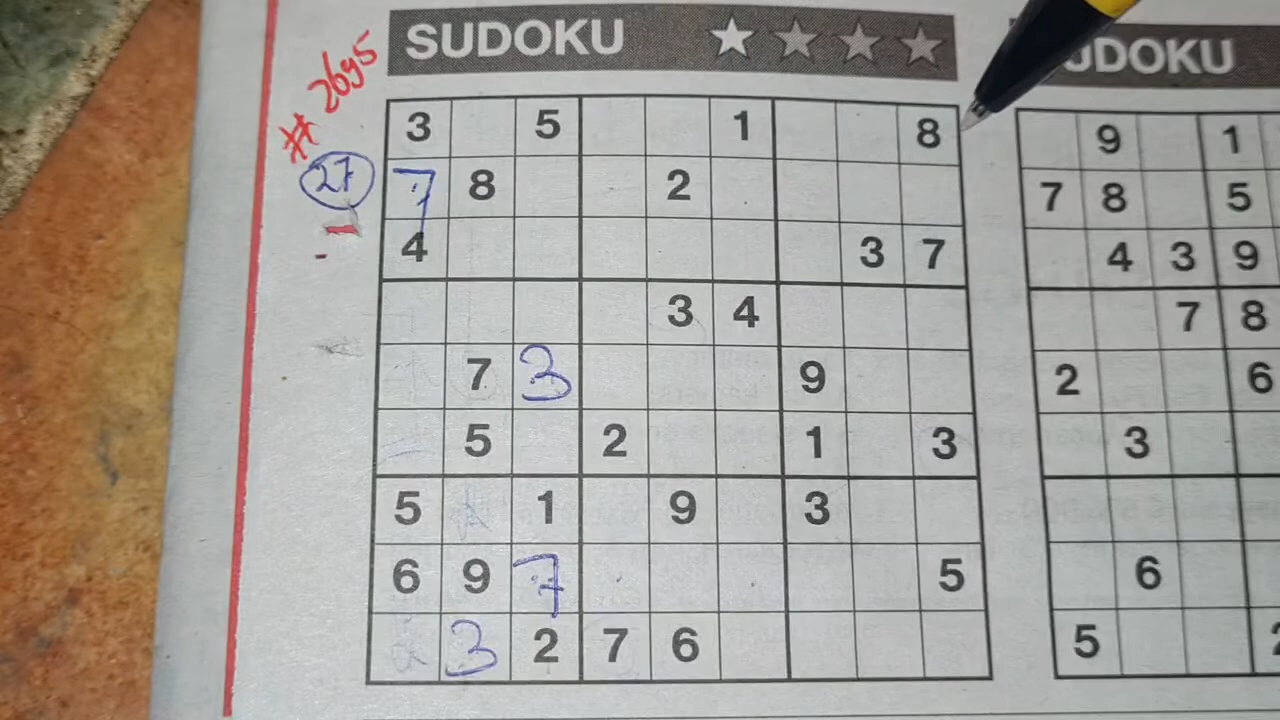 SUDOKU
UDOKU
# 2695
27
3 5 1 8
7 8 2
4 3 7
3 4
7 3 9
5 2 1 3
5 1 9 3
6 9 7 5
3 2 7 6
9 1
7 8 5
4 3 9
7 8
2 6
3
6
5 2